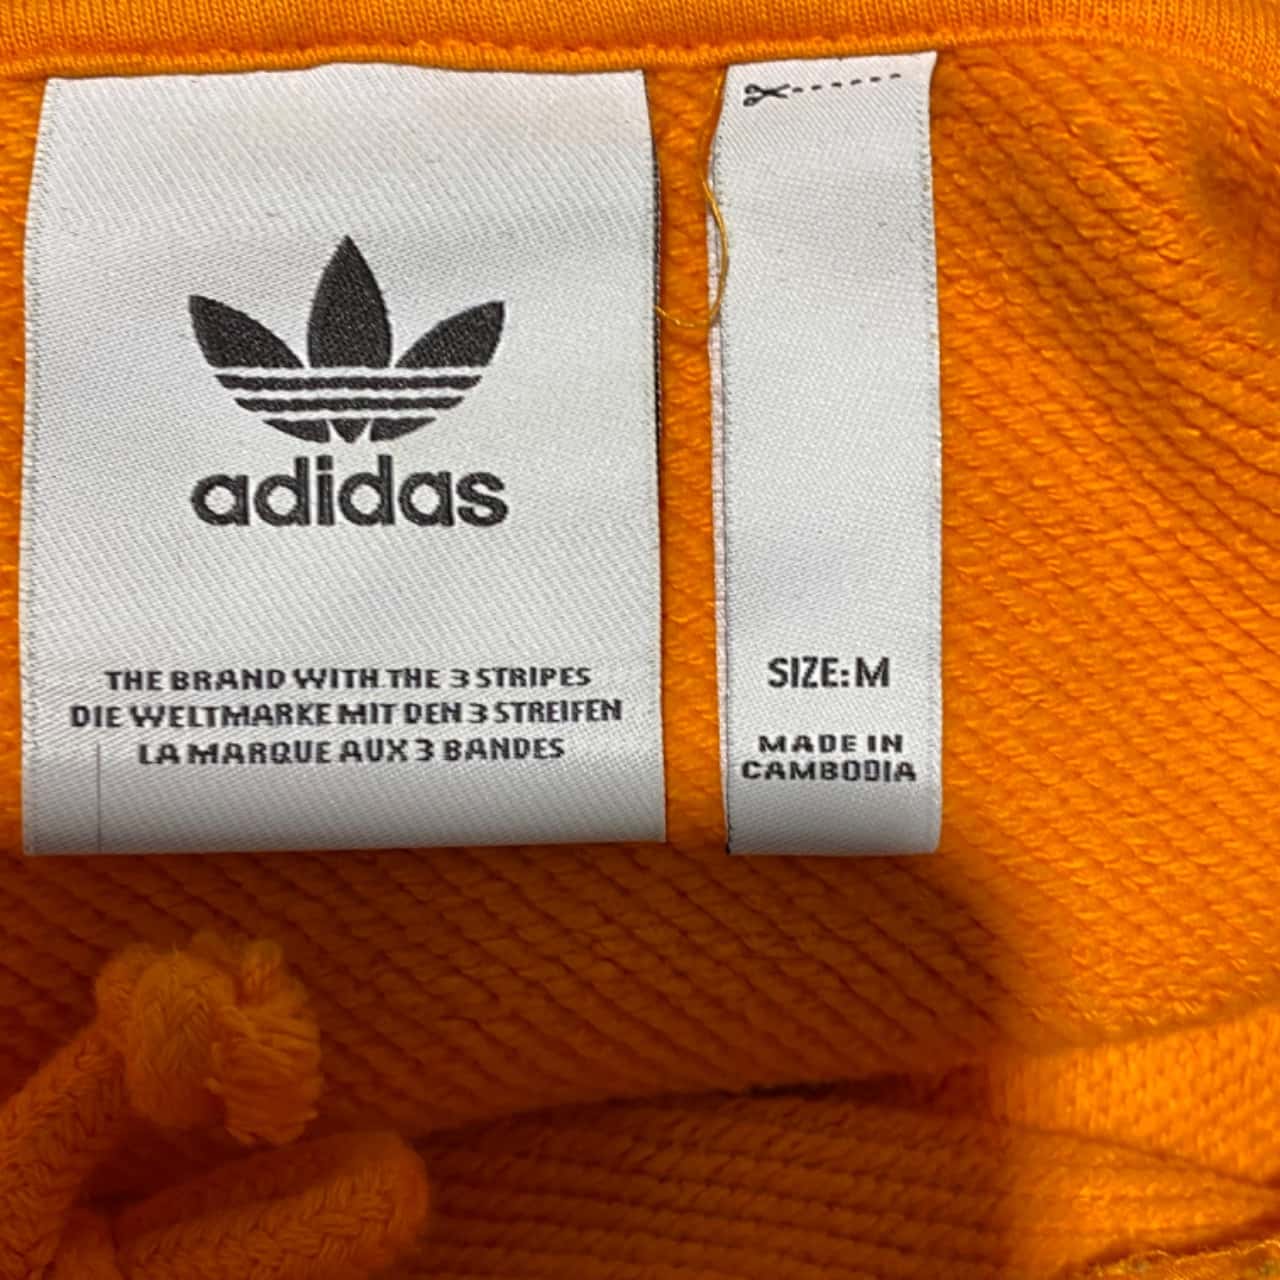 adidas
THE BRAND WITH THE 3 STRIPES
DIE WELTMARKE MIT DEN 3 STREIFEN
LA MARQUE AUX 3 BANDES
SIZE: M
MADE IN
CAMBODIA